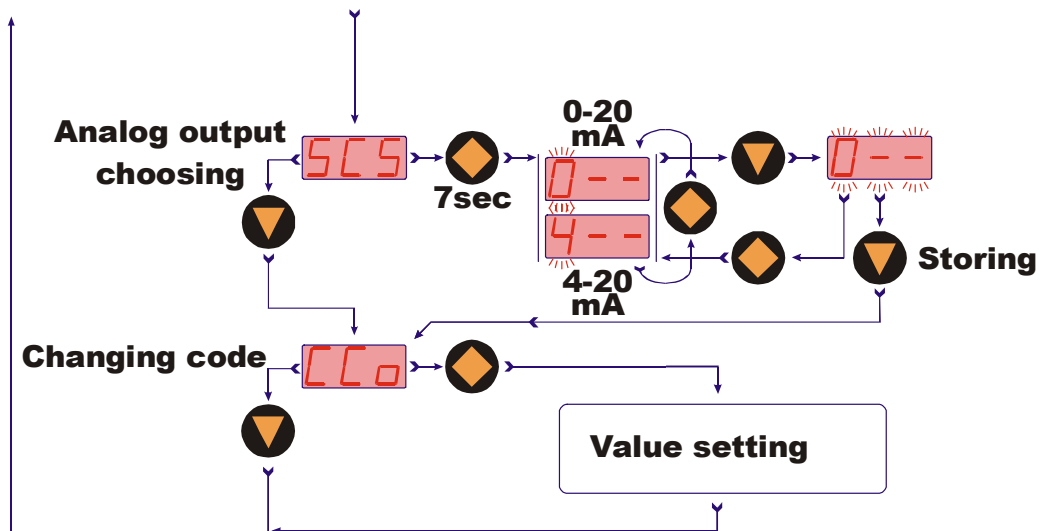 0-20
mA
Analog output
choosing
SCS
7sec
0--
4--
0--
4-20
mA
Storing
Changing code
CCo
Value setting